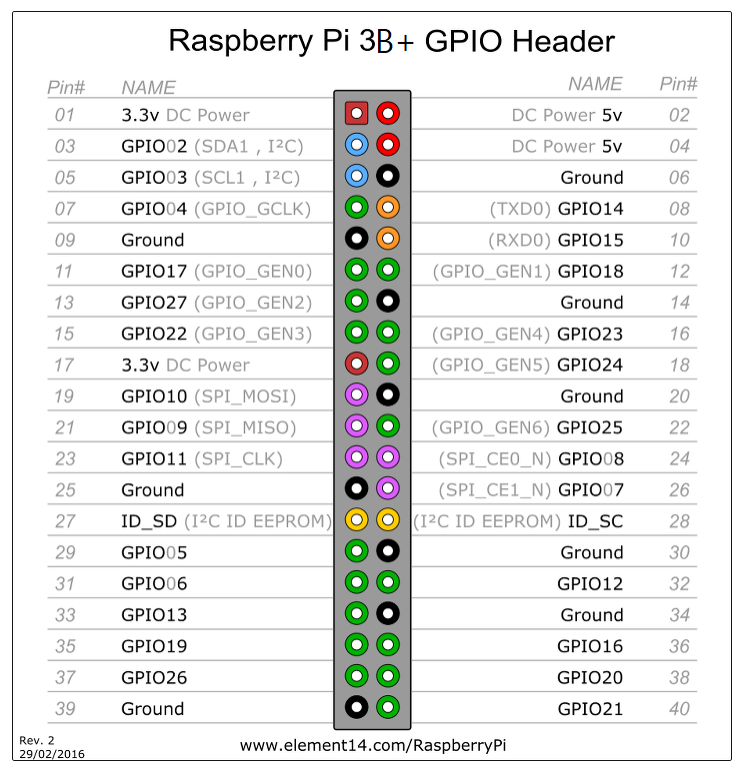 Raspberry Pi 3B+ GPIO Header
Pin# NAME NAME Pin#
01 3.3v DC Power DC Power 5v 02
03 GPIO02 (SDA1 , I²C) DC Power 5v 04
05 GPIO03 (SCL1 , I²C) Ground 06
07 GPIO04 (GPIO_GCLK) (TXD0) GPIO14 08
09 Ground (RXD0) GPIO15 10
11 GPIO17 (GPIO_GEN0) (GPIO_GEN1) GPIO18 12
13 GPIO27 (GPIO_GEN2) Ground 14
15 GPIO22 (GPIO_GEN3) (GPIO_GEN4) GPIO23 16
17 3.3v DC Power (GPIO_GEN5) GPIO24 18
19 GPIO10 (SPI_MOSI) Ground 20
21 GPIO09 (SPI_MISO) (GPIO_GEN6) GPIO25 22
23 GPIO11 (SPI_CLK) (SPI_CE0_N) GPIO08 24
25 Ground (SPI_CE1_N) GPIO07 26
27 ID_SD (I²C ID EEPROM) (I²C ID EEPROM) ID_SC 28
29 GPIO05 Ground 30
31 GPIO06 GPIO12 32
33 GPIO13 Ground 34
35 GPIO19 GPIO16 36
37 GPIO26 GPIO20 38
39 Ground GPIO21 40
Rev. 2
29/02/2016 www.element14.com/RaspberryPi